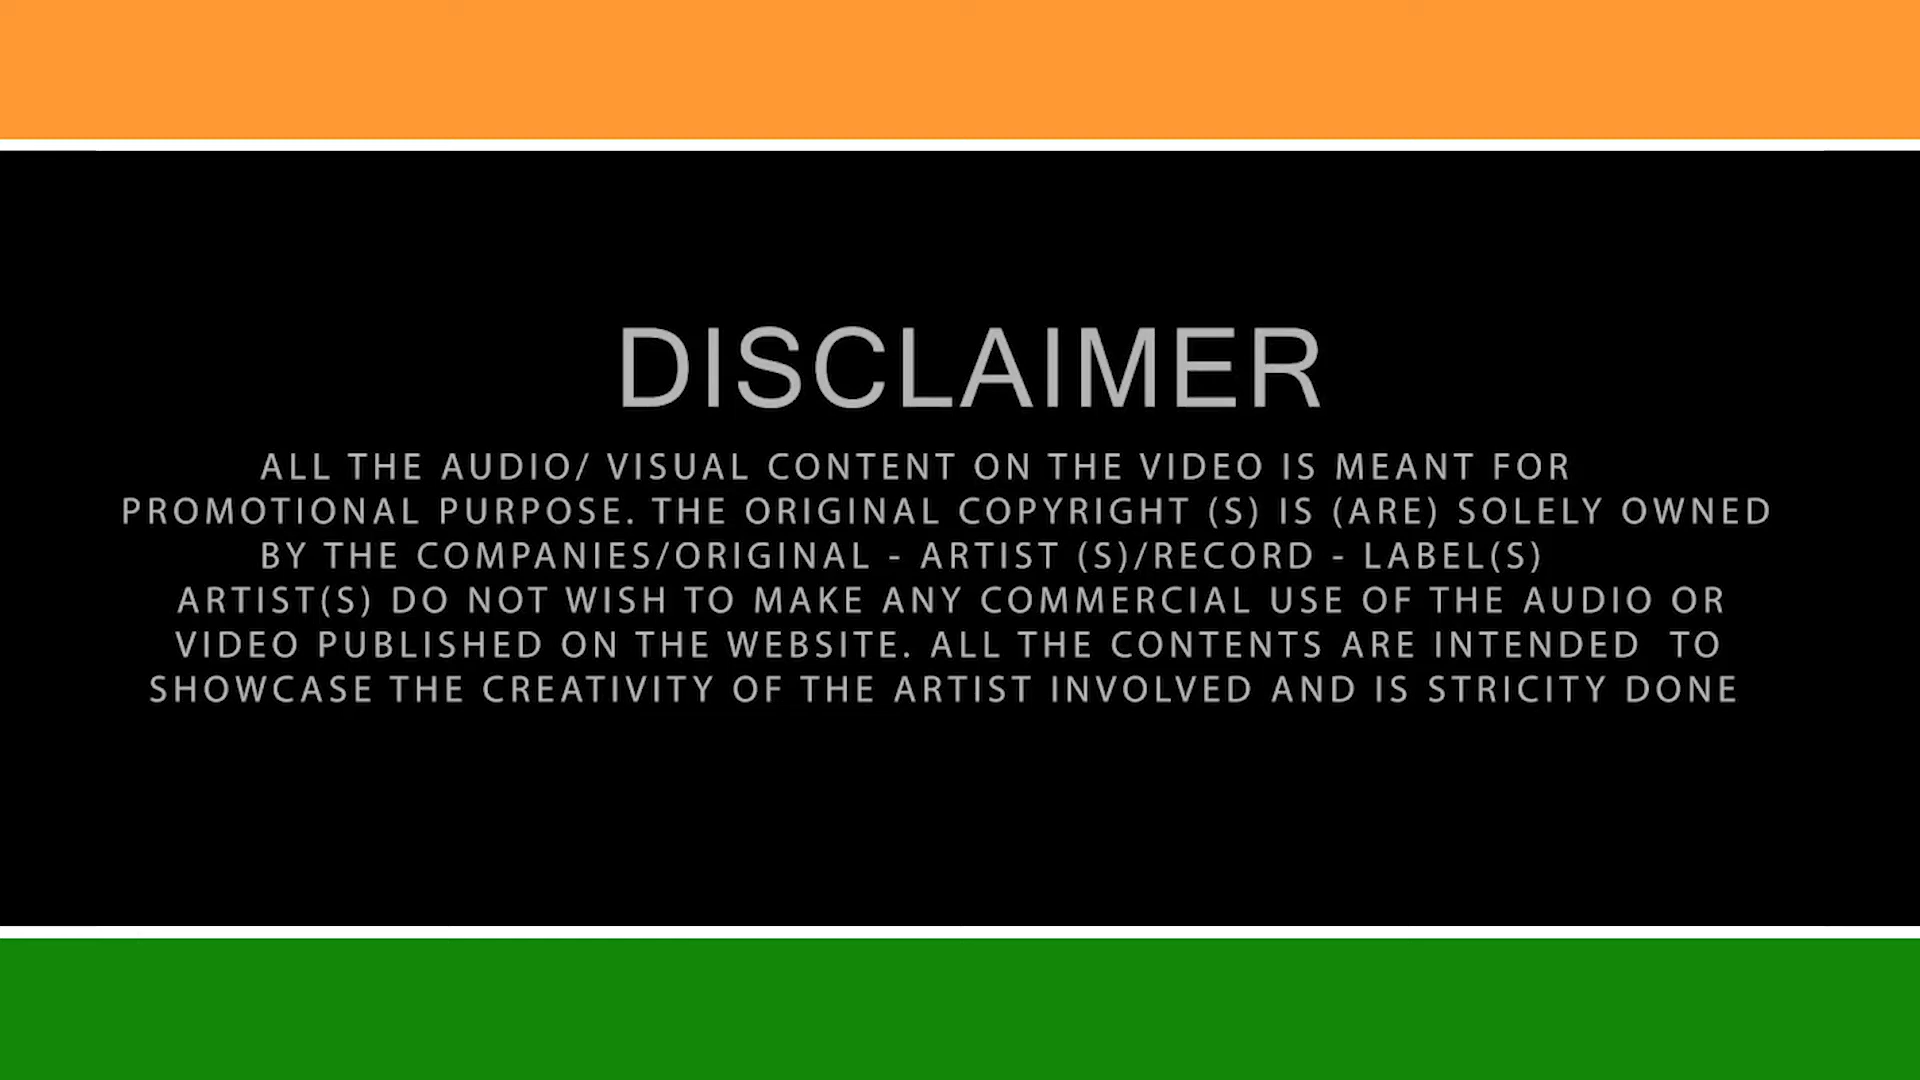 DISCLAIMER
ALL THE AUDIO/ VISUAL CONTENT ON THE VIDEO IS MEANT FOR
PROMOTIONAL PURPOSE. THE ORIGINAL COPYRIGHT (S) IS (ARE) SOLELY OWNED
BY THE COMPANIES/ORIGINAL - ARTIST (S)/RECORD - LABEL(S)
ARTIST(S) DO NOT WISH TO MAKE ANY COMMERCIAL USE OF THE AUDIO OR
VIDEO PUBLISHED ON THE WEBSITE. ALL THE CONTENTS ARE INTENDED  TO
SHOWCASE THE CREATIVITY OF THE ARTIST INVOLVED AND IS STRICITY DONE